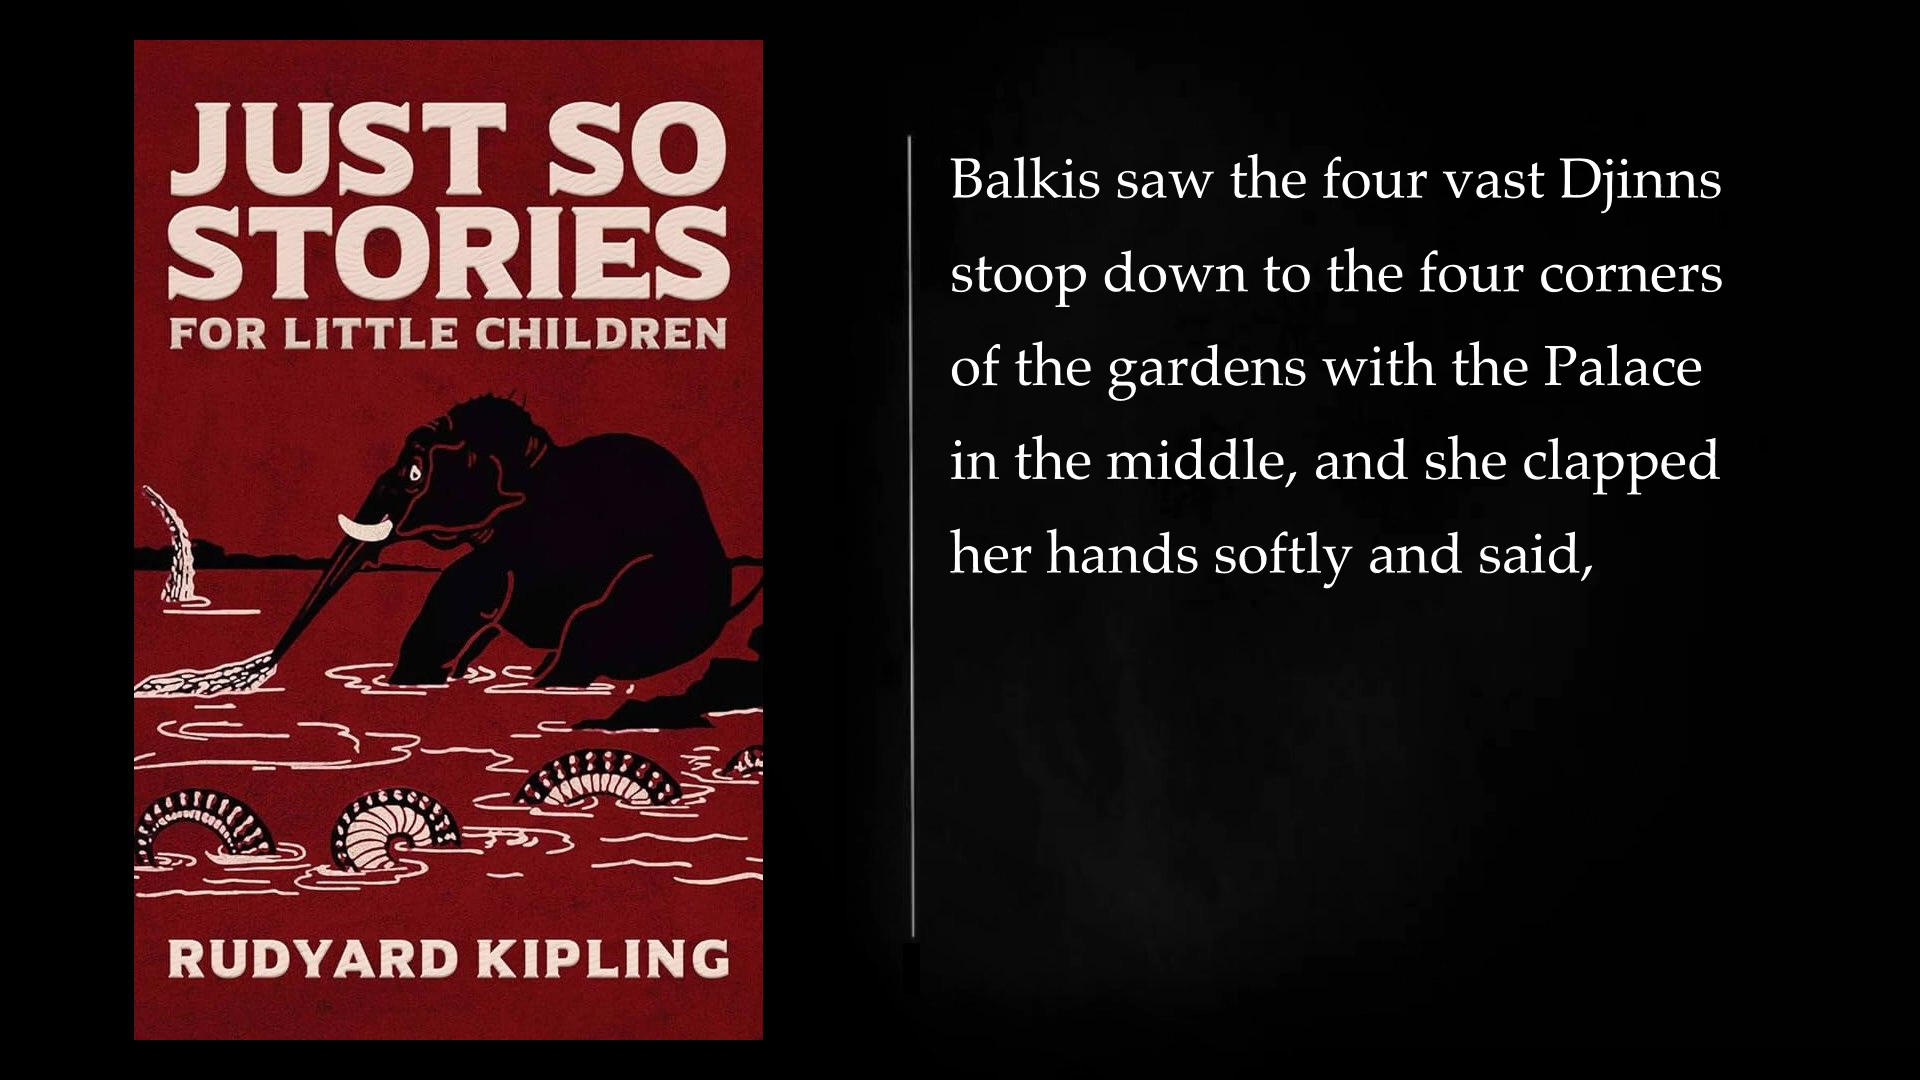 JUST SO
STORIES
FOR LITTLE CHILDREN
RUDYARD KIPLING
Balkis saw the four vast Djinns
stoop down to the four corners
of the gardens with the Palace
in the middle, and she clapped
her hands softly and said,